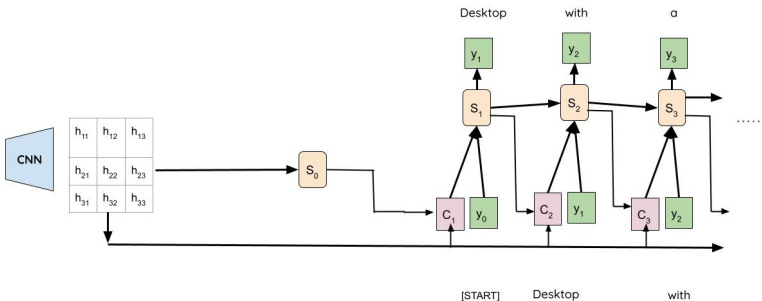 Desktop with a
y₁ y₂ y₃
S₁ S₂ S₃
.....
CNN
h₁₁ h₁₂ h₁₃
h₂₁ h₂₂ h₂₃
h₃₁ h₃₂ h₃₃
S₀
C₁ y₀ C₂ y₁ C₃ y₂
[START] Desktop with